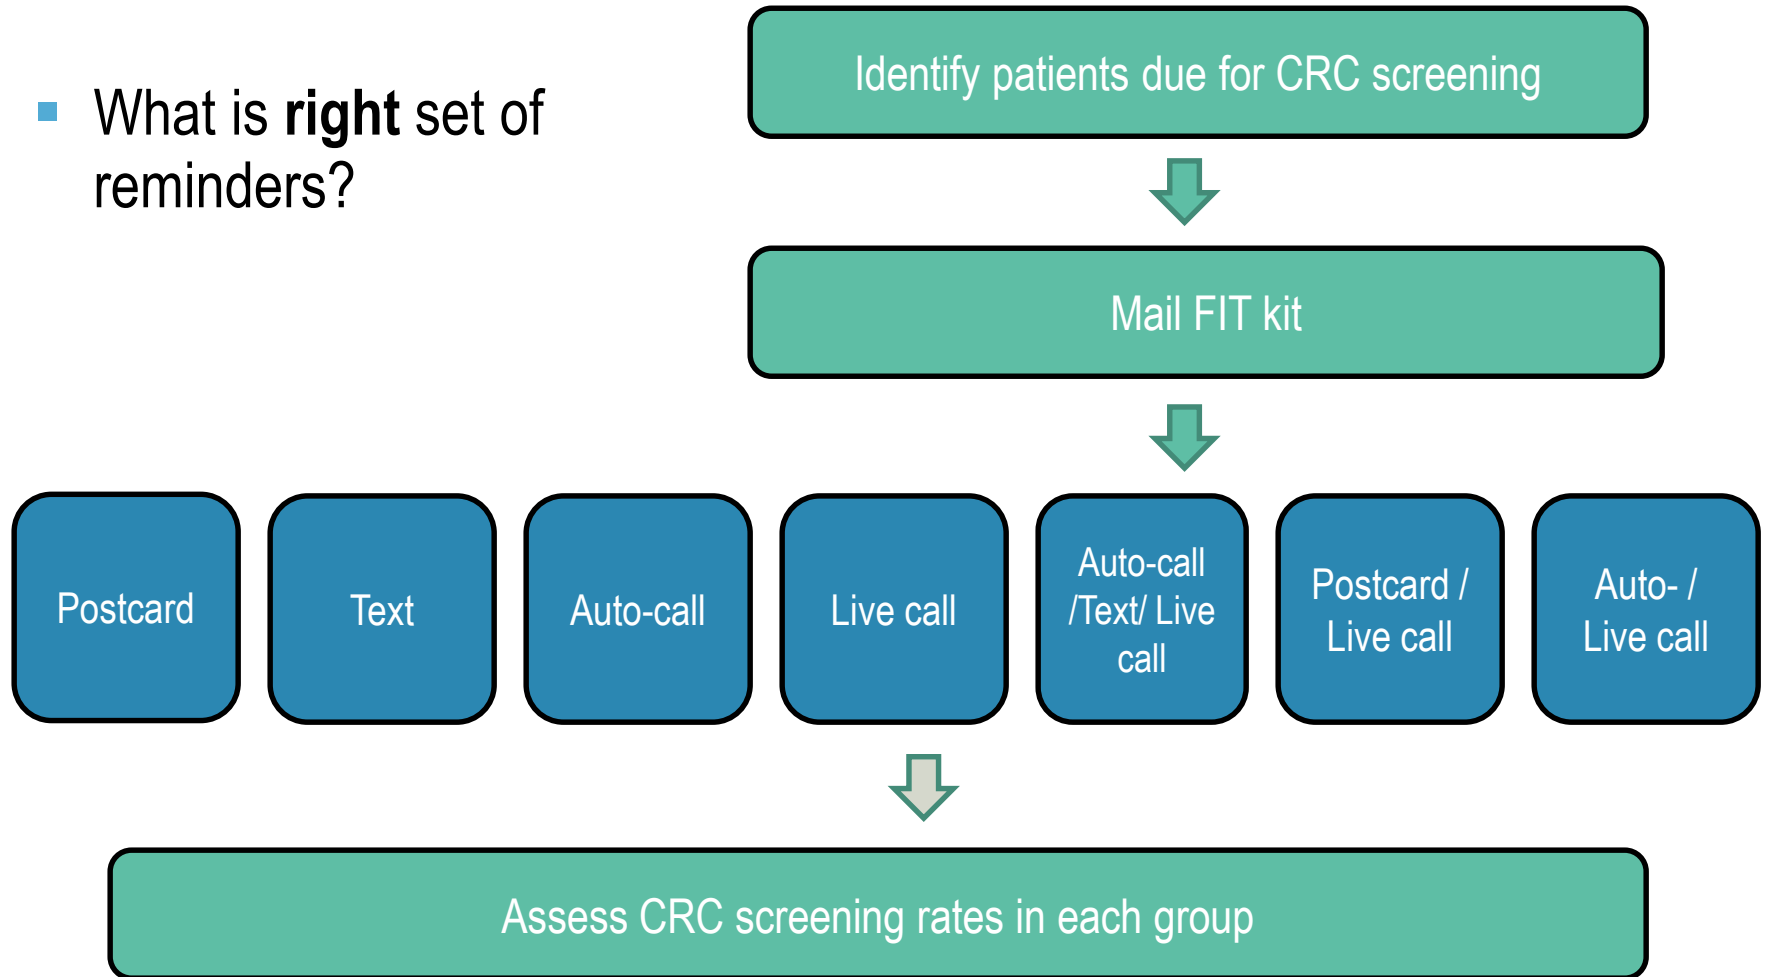 What is right set of
reminders?
Identify patients due for CRC screening
Mail FIT kit
Postcard
Text
Auto-call
Live call
Auto-call
/Text/ Live
call
Postcard /
Live call
Auto- /
Live call
Assess CRC screening rates in each group